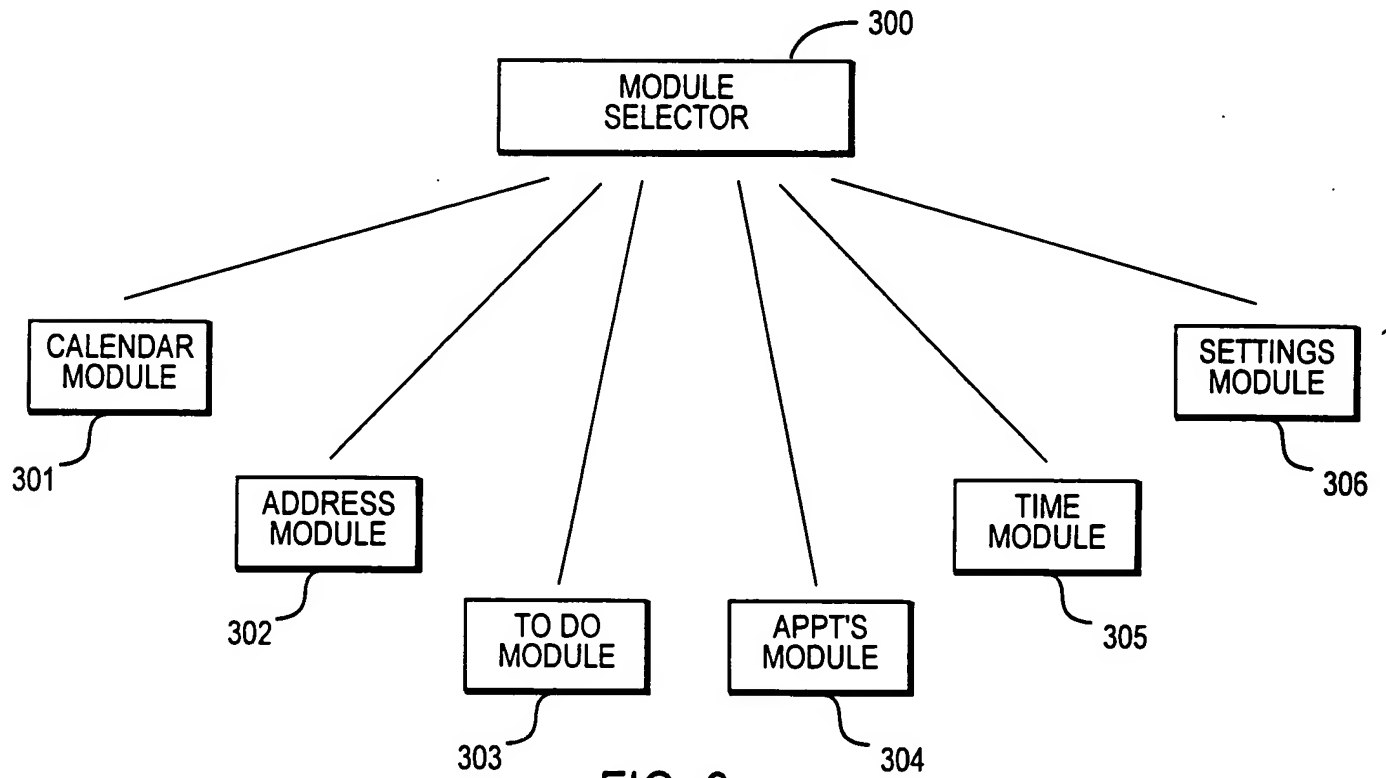 300
MODULE
SELECTOR
CALENDAR
MODULE
301
SETTINGS
MODULE
306
ADDRESS
MODULE
302
TIME
MODULE
305
TO DO
MODULE
303
APPT'S
MODULE
304
FIG.